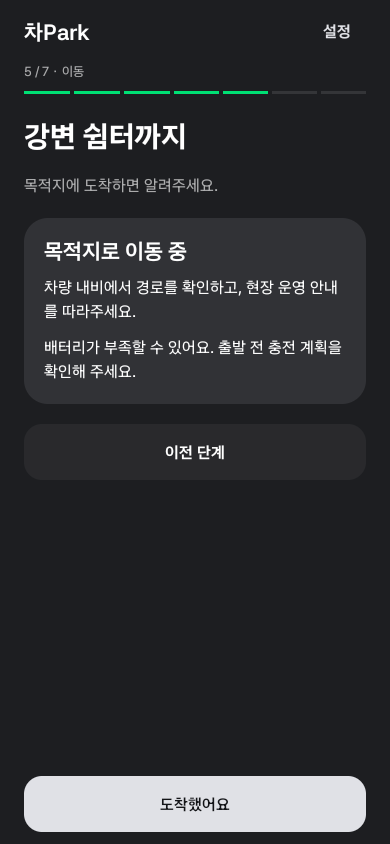 차Park
설정
5 / 7 · 이동
강변 쉼터까지
목적지에 도착하면 알려주세요.
목적지로 이동 중
차량 내비에서 경로를 확인하고, 현장 운영 안내
를 따라주세요.
배터리가 부족할 수 있어요. 출발 전 충전 계획을
확인해 주세요.
이전 단계
도착했어요